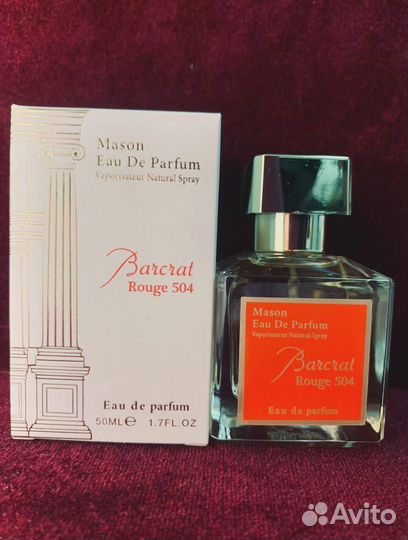 Mason
Eau De Parfum
Vaporisateur Natural Spray
Barcrat
Rouge 504
Eau de parfum
50ML℮ 1.7FL.OZ
Mason
Eau De Parfum
Vaporisateur Natural Spray
Barcrat
Rouge 504
Eau de parfum
Avito